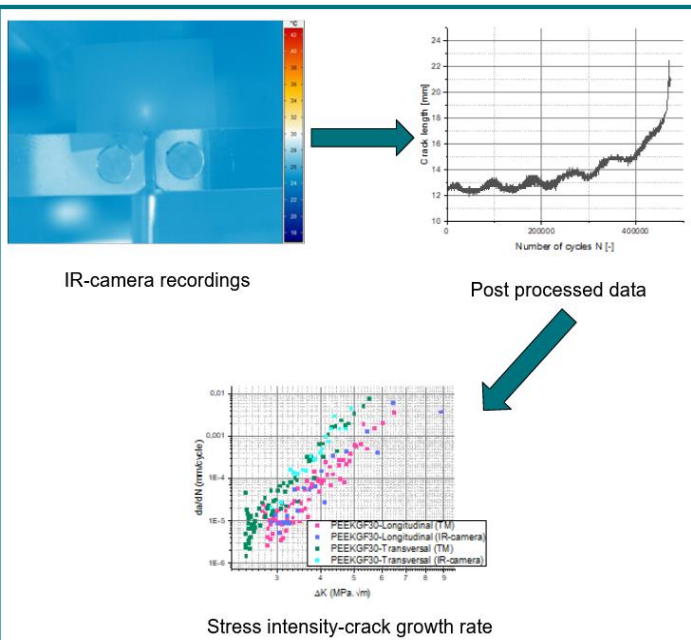 °C
42
40
38
36
34
32
30
28
26
24
22
20
18
IR-camera recordings
24
22
20
18
16
14
12
10
Crack length [mm]
0
200000
400000
Number of cycles N [-]
Post processed data
0,01
0,001
1E-4
1E-5
1E-6
da/dN (mm/cycle)
PEEKGF30-Longitudinal (TM)
PEEKGF30-Longitudinal (IR-camera)
PEEKGF30-Transversal (TM)
PEEKGF30-Transversal (IR-camera)
3
4
5
6
7
8
9
ΔK (MPa. √m)
Stress intensity-crack growth rate